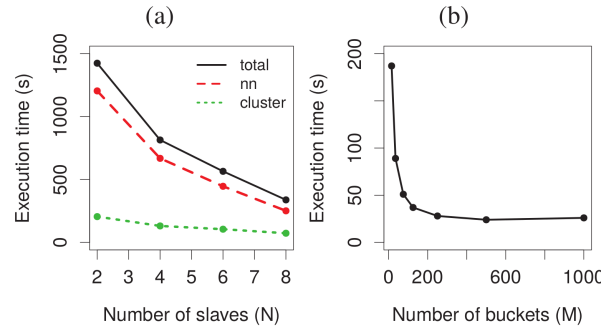 (a)
Execution time (s)
0 500 1000 1500
total
nn
cluster
2 3 4 5 6 7 8
Number of slaves (N)
(b)
Execution time (s)
0 50 100 200
0 200 600 1000
Number of buckets (M)